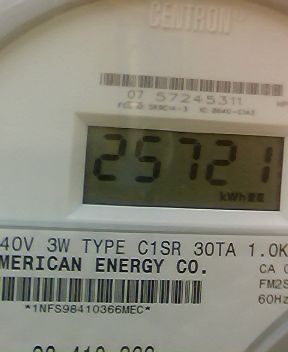 CENTRON
07 57245311
25721
kWh
40V 3W TYPE C1SR 30TA 1.0K
MERICAN ENERGY CO.
CA 0
FM2S
60Hz
*1NFS98410366MEC*